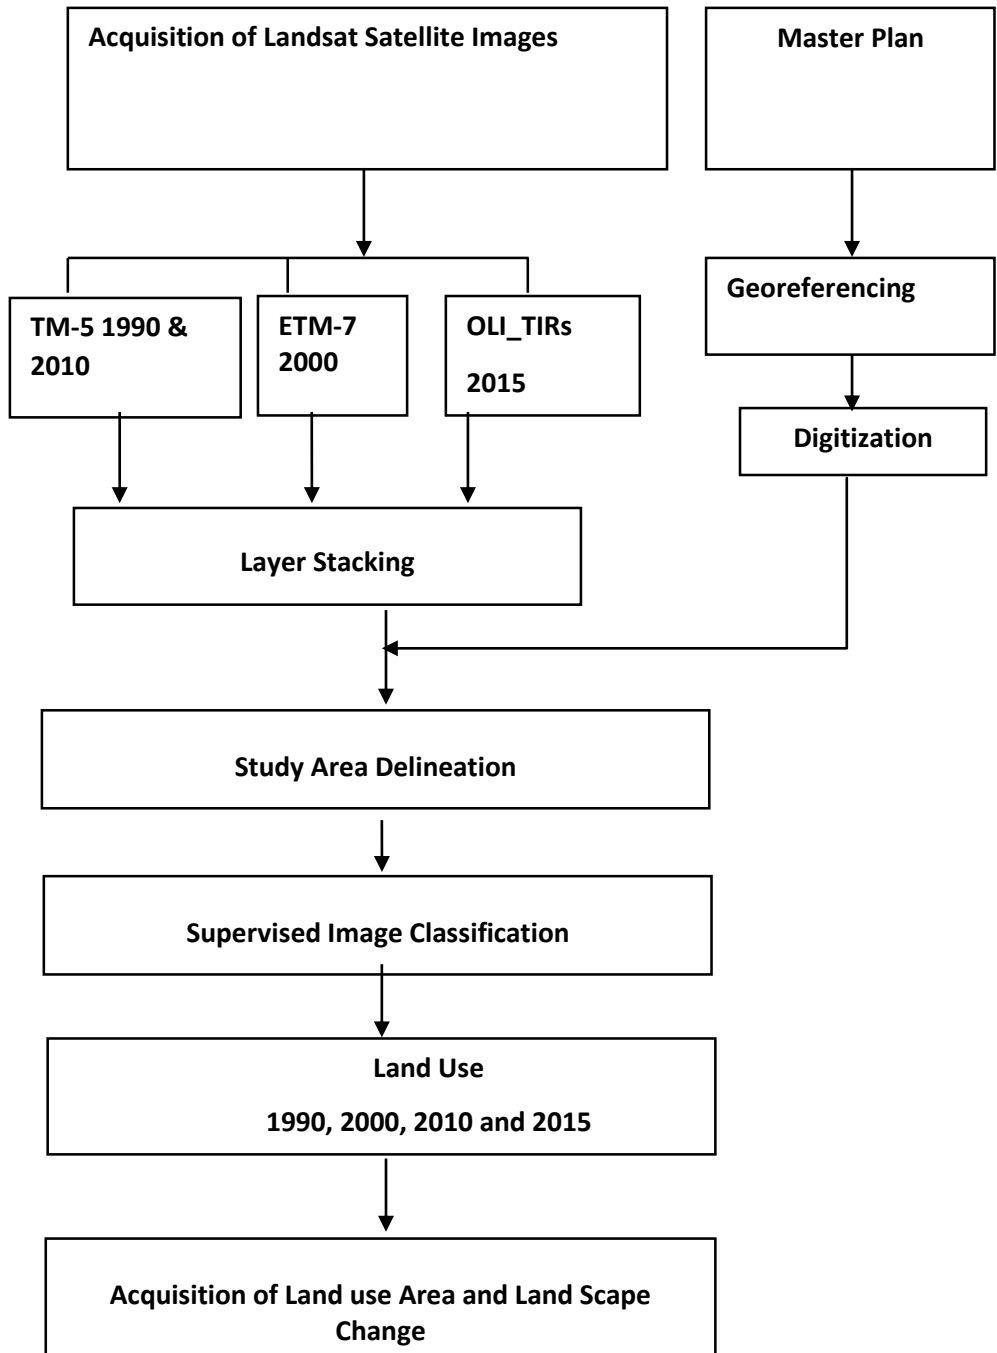 Acquisition of Landsat Satellite Images
Master Plan
TM-5 1990 &
2010
ETM-7
2000
OLI_TIRs
2015
Georeferencing
Digitization
Layer Stacking
Study Area Delineation
Supervised Image Classification
Land Use
1990, 2000, 2010 and 2015
Acquisition of Land use Area and Land Scape
Change